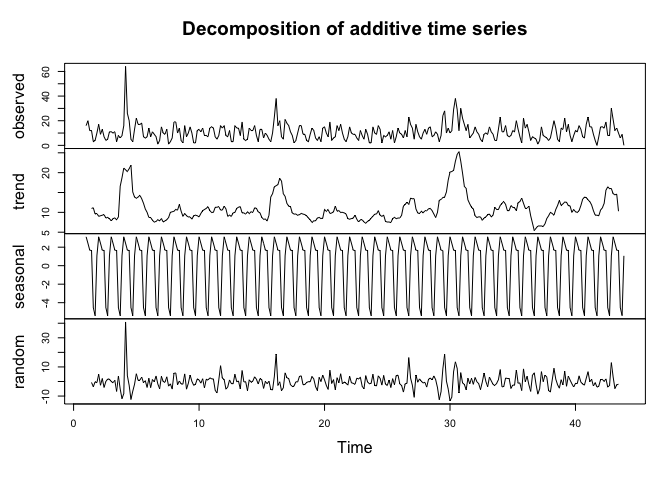 Decomposition of additive time series
observed
0 20 40 60
trend
5 10 20
seasonal
-4 -2 0 2
random
-10 10 30
0 10 20 30 40
Time